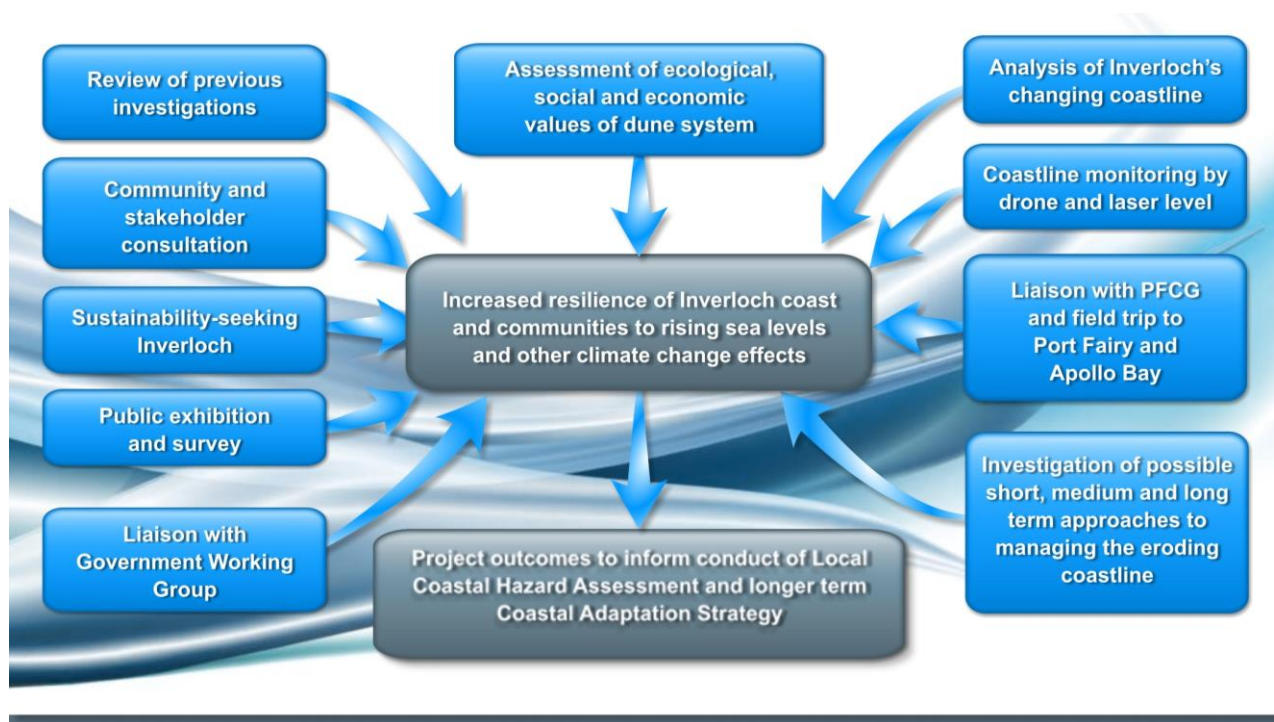 Review of previous
investigations
Community and
stakeholder
consultation
Sustainability-seeking
Inverloch
Public exhibition
and survey
Liaison with
Government Working
Group
Assessment of ecological,
social and economic
values of dune system
Increased resilience of Inverloch coast
and communities to rising sea levels
and other climate change effects
Project outcomes to inform conduct of Local
Coastal Hazard Assessment and longer term
Coastal Adaptation Strategy
Analysis of Inverloch’s
changing coastline
Coastline monitoring by
drone and laser level
Liaison with PFCG
and field trip to
Port Fairy and
Apollo Bay
Investigation of possible
short, medium and long
term approaches to
managing the eroding
coastline